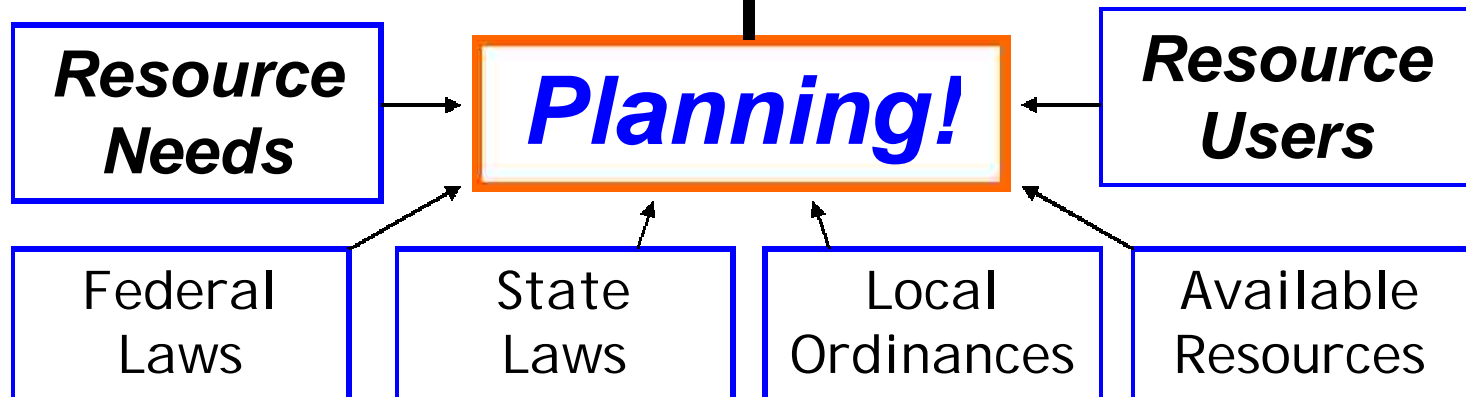 Resource
Needs
Planning!
Resource
Users
Federal
Laws
State
Laws
Local
Ordinances
Available
Resources